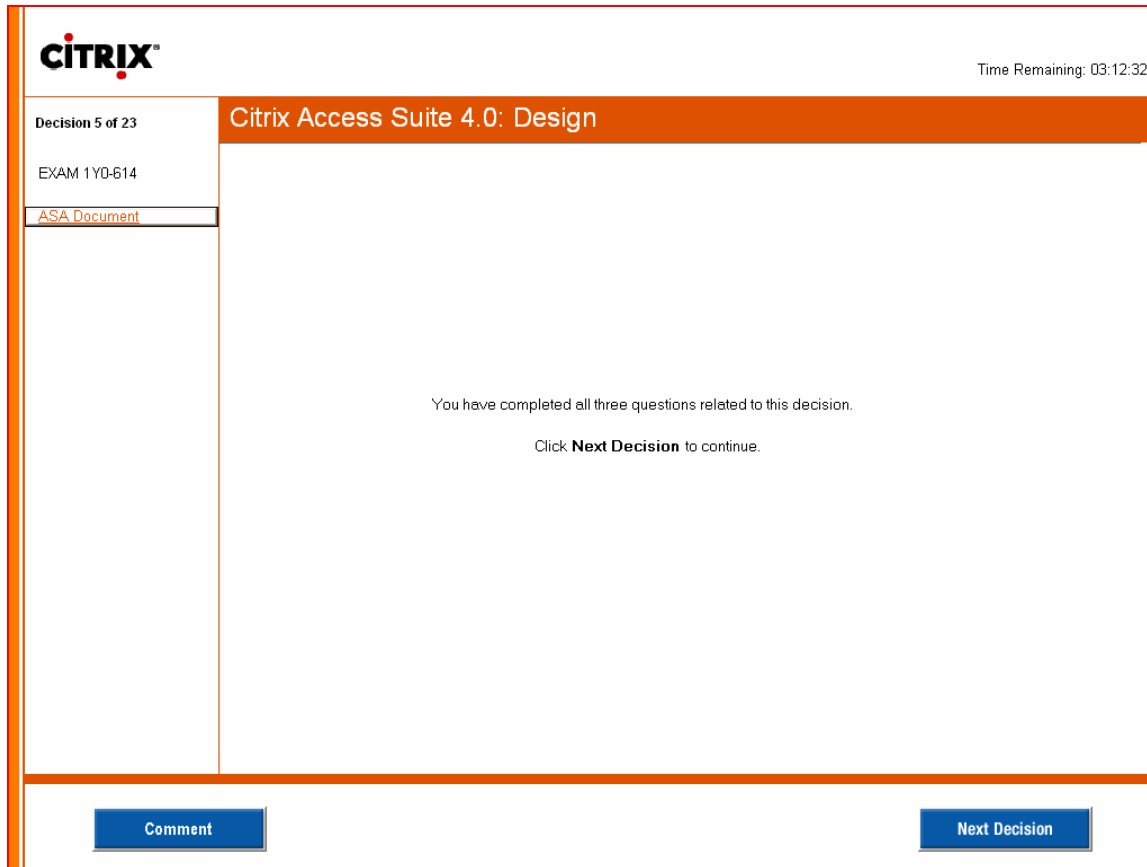 CITRIX®
Time Remaining: 03:12:32
Decision 5 of 23
Citrix Access Suite 4.0: Design
EXAM 1Y0-614
ASA Document
You have completed all three questions related to this decision.
Click Next Decision to continue.
Comment
Next Decision